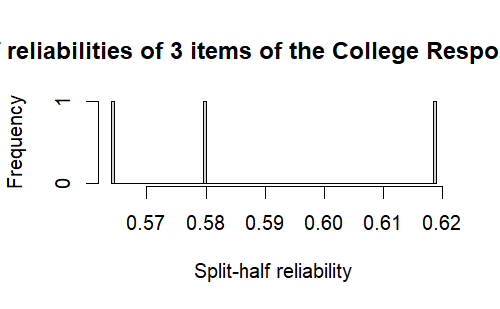 reliabilities of 3 items of the College Respo
Frequency
1
0
0.57 0.58 0.59 0.60 0.61 0.62
Split-half reliability